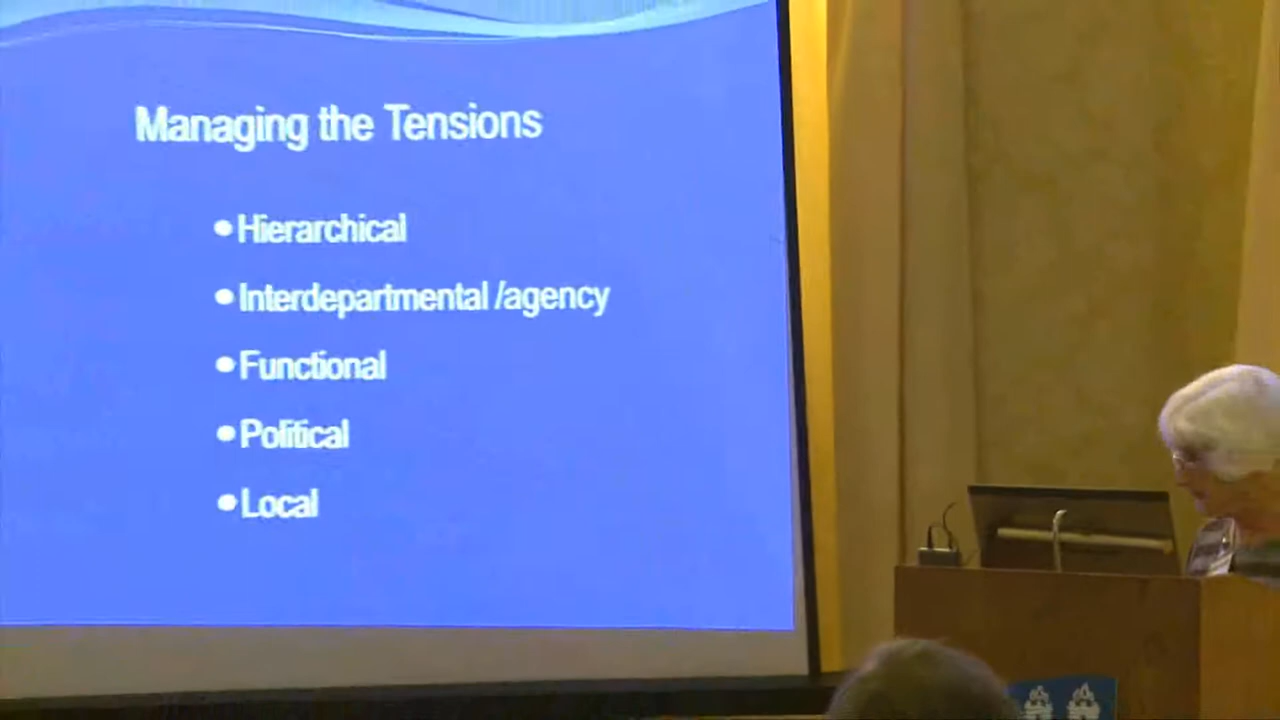 Managing the Tensions
•Hierarchical
•Interdepartmental /agency
•Functional
•Political
•Local